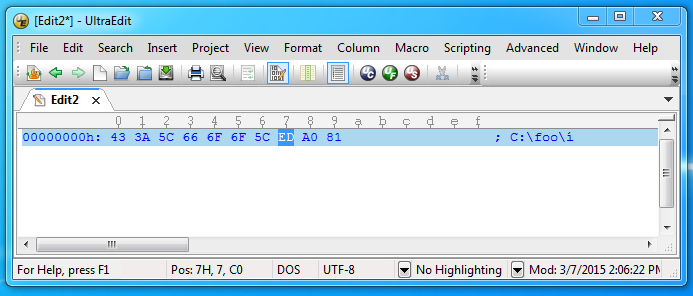 [Edit2*] - UltraEdit
File Edit Search Insert Project View Format Column Macro Scripting Advanced Window Help
Edit2 x
0 1 2 3 4 5 6 7 8 9 a b c d e f
00000000h: 43 3A 5C 66 6F 6F 5C ED A0 81 ; C:\foo\í
For Help, press F1 Pos: 7H, 7, C0 DOS UTF-8 No Highlighting Mod: 3/7/2015 2:06:22 PM